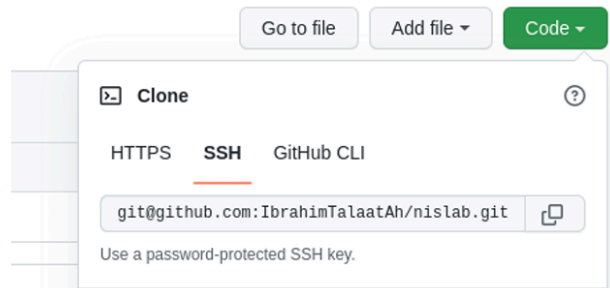 Go to file Add file Code
Clone
HTTPS SSH GitHub CLI
git@github.com:IbrahimTalaatAh/nislab.git
Use a password-protected SSH key.